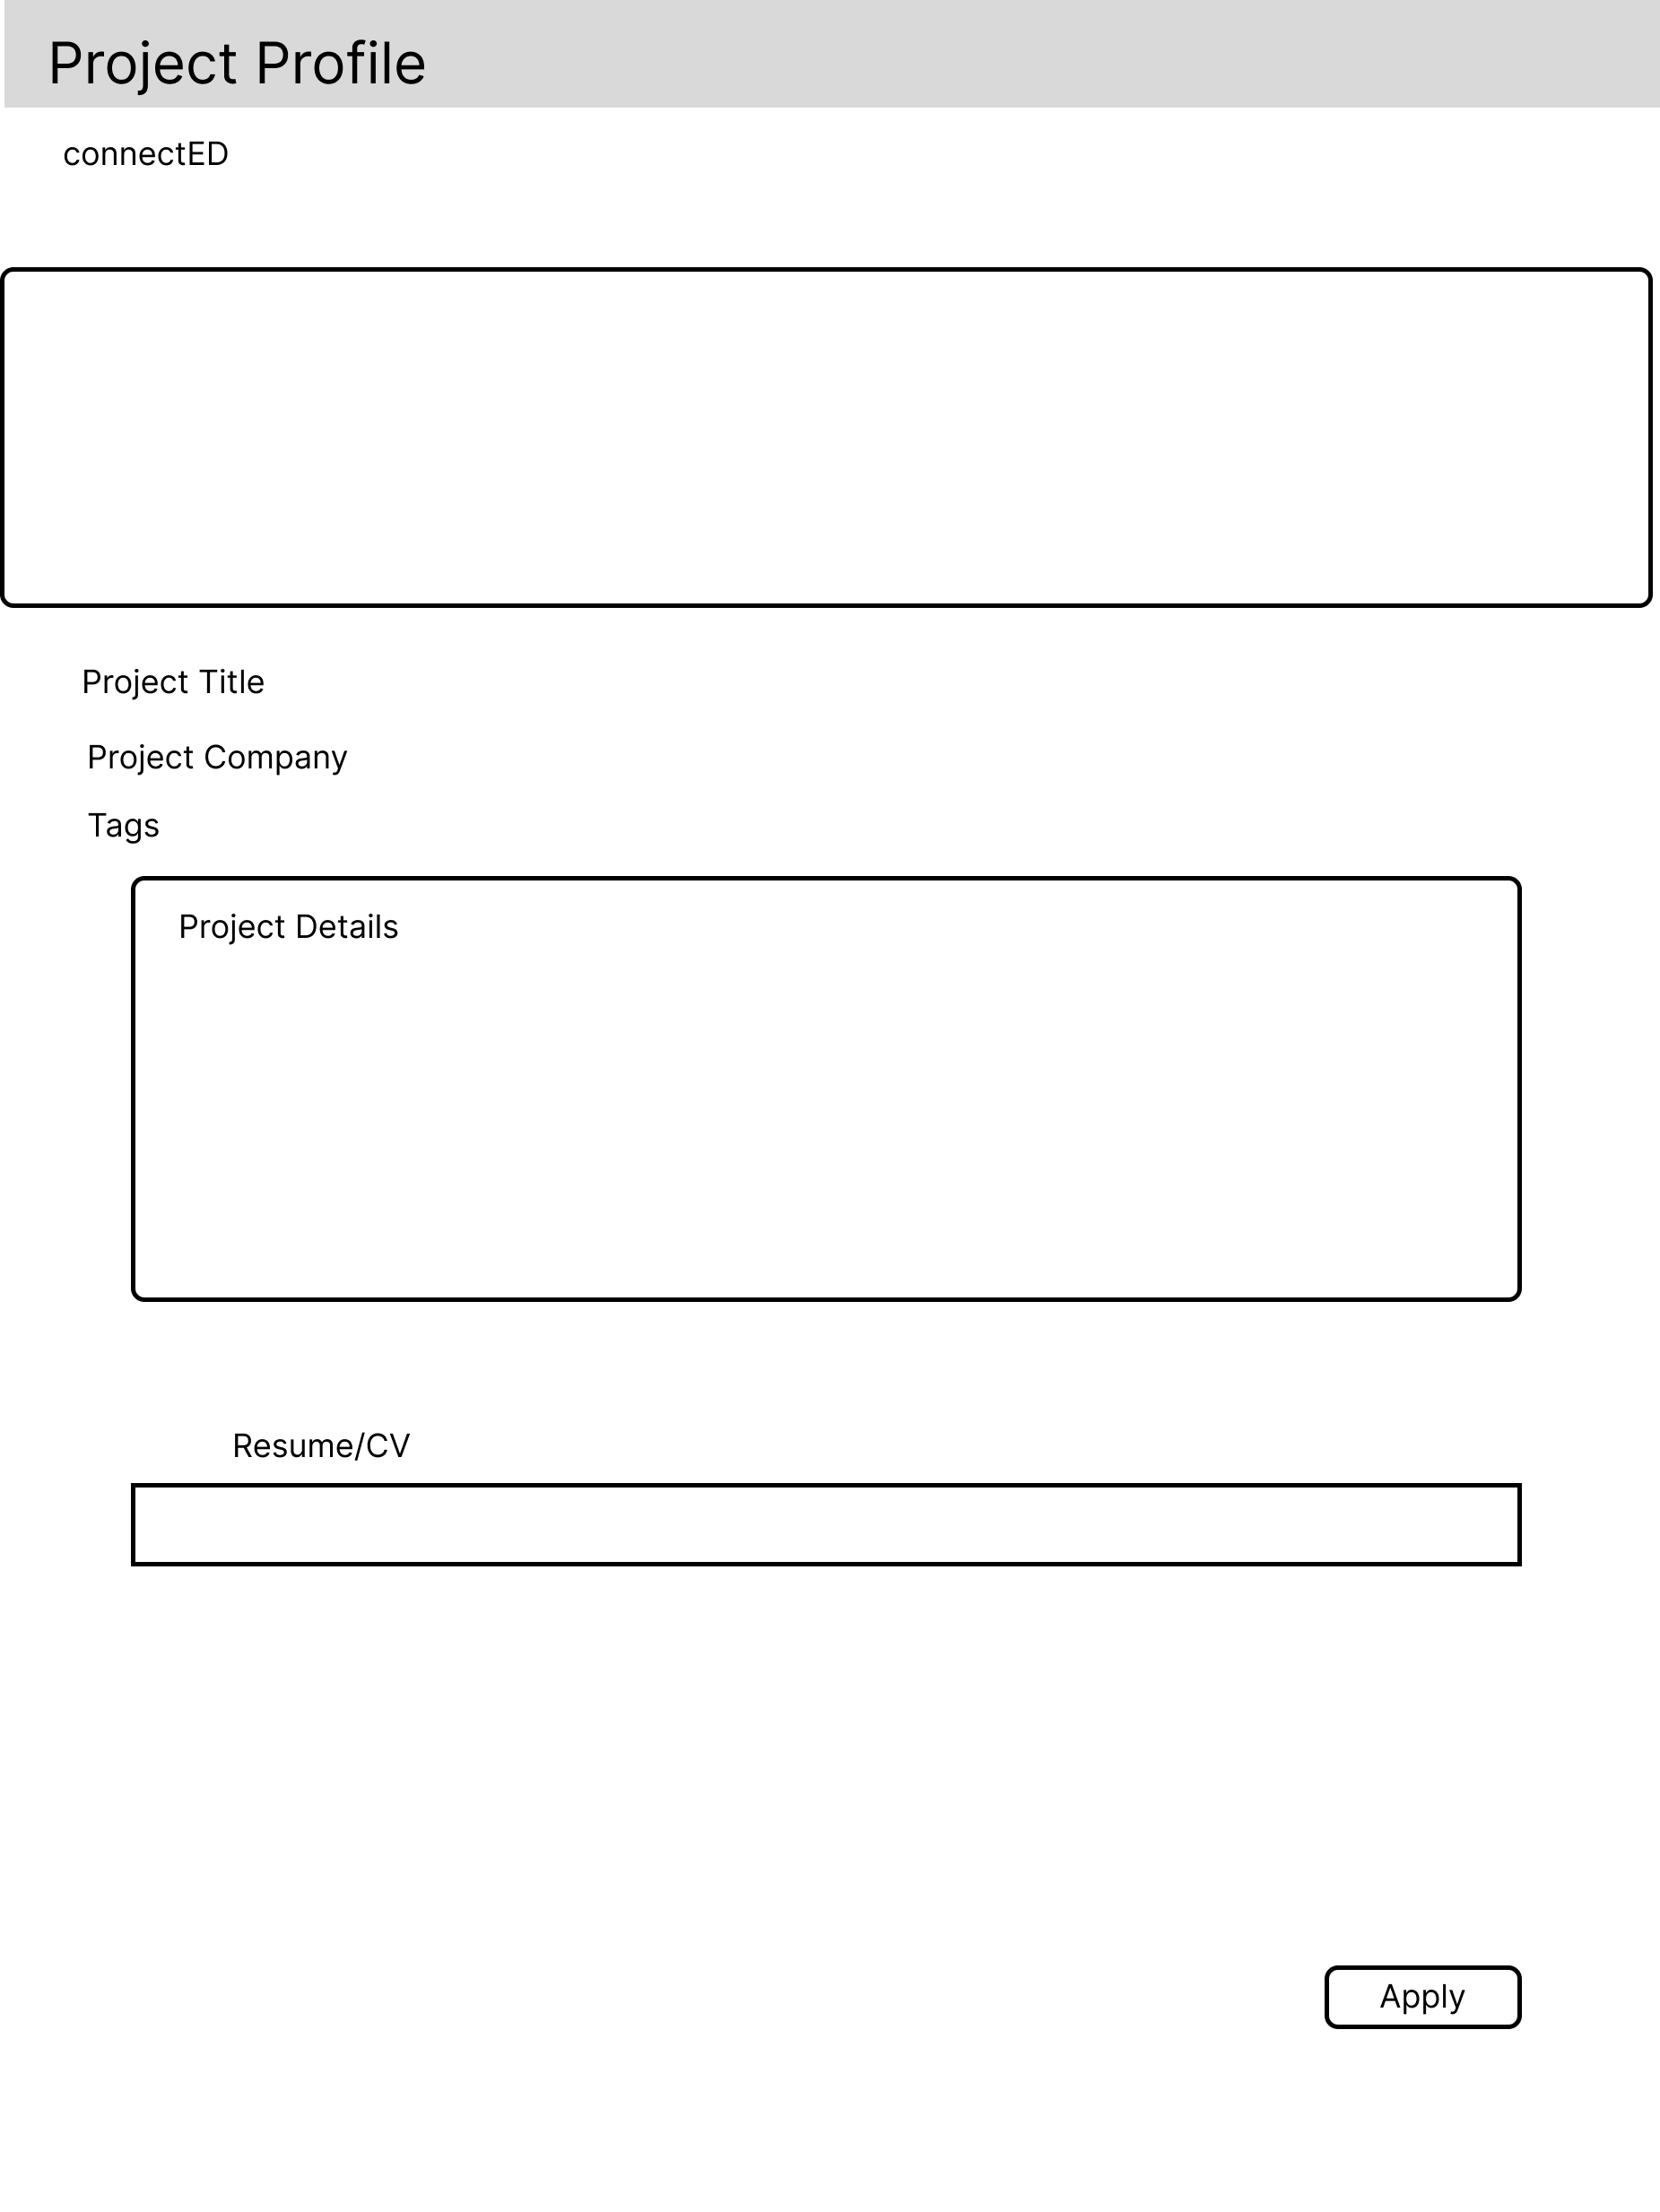 Project Profile
connectED
Project Title
Project Company
Tags
Project Details
Resume/CV
Apply